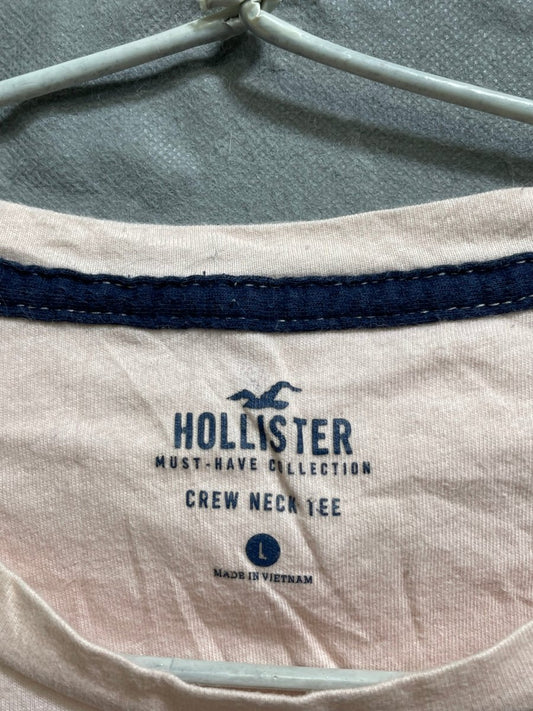 HOLLISTER
MUST-HAVE COLLECTION
CREW NECK TEE
L
MADE IN VIETNAM